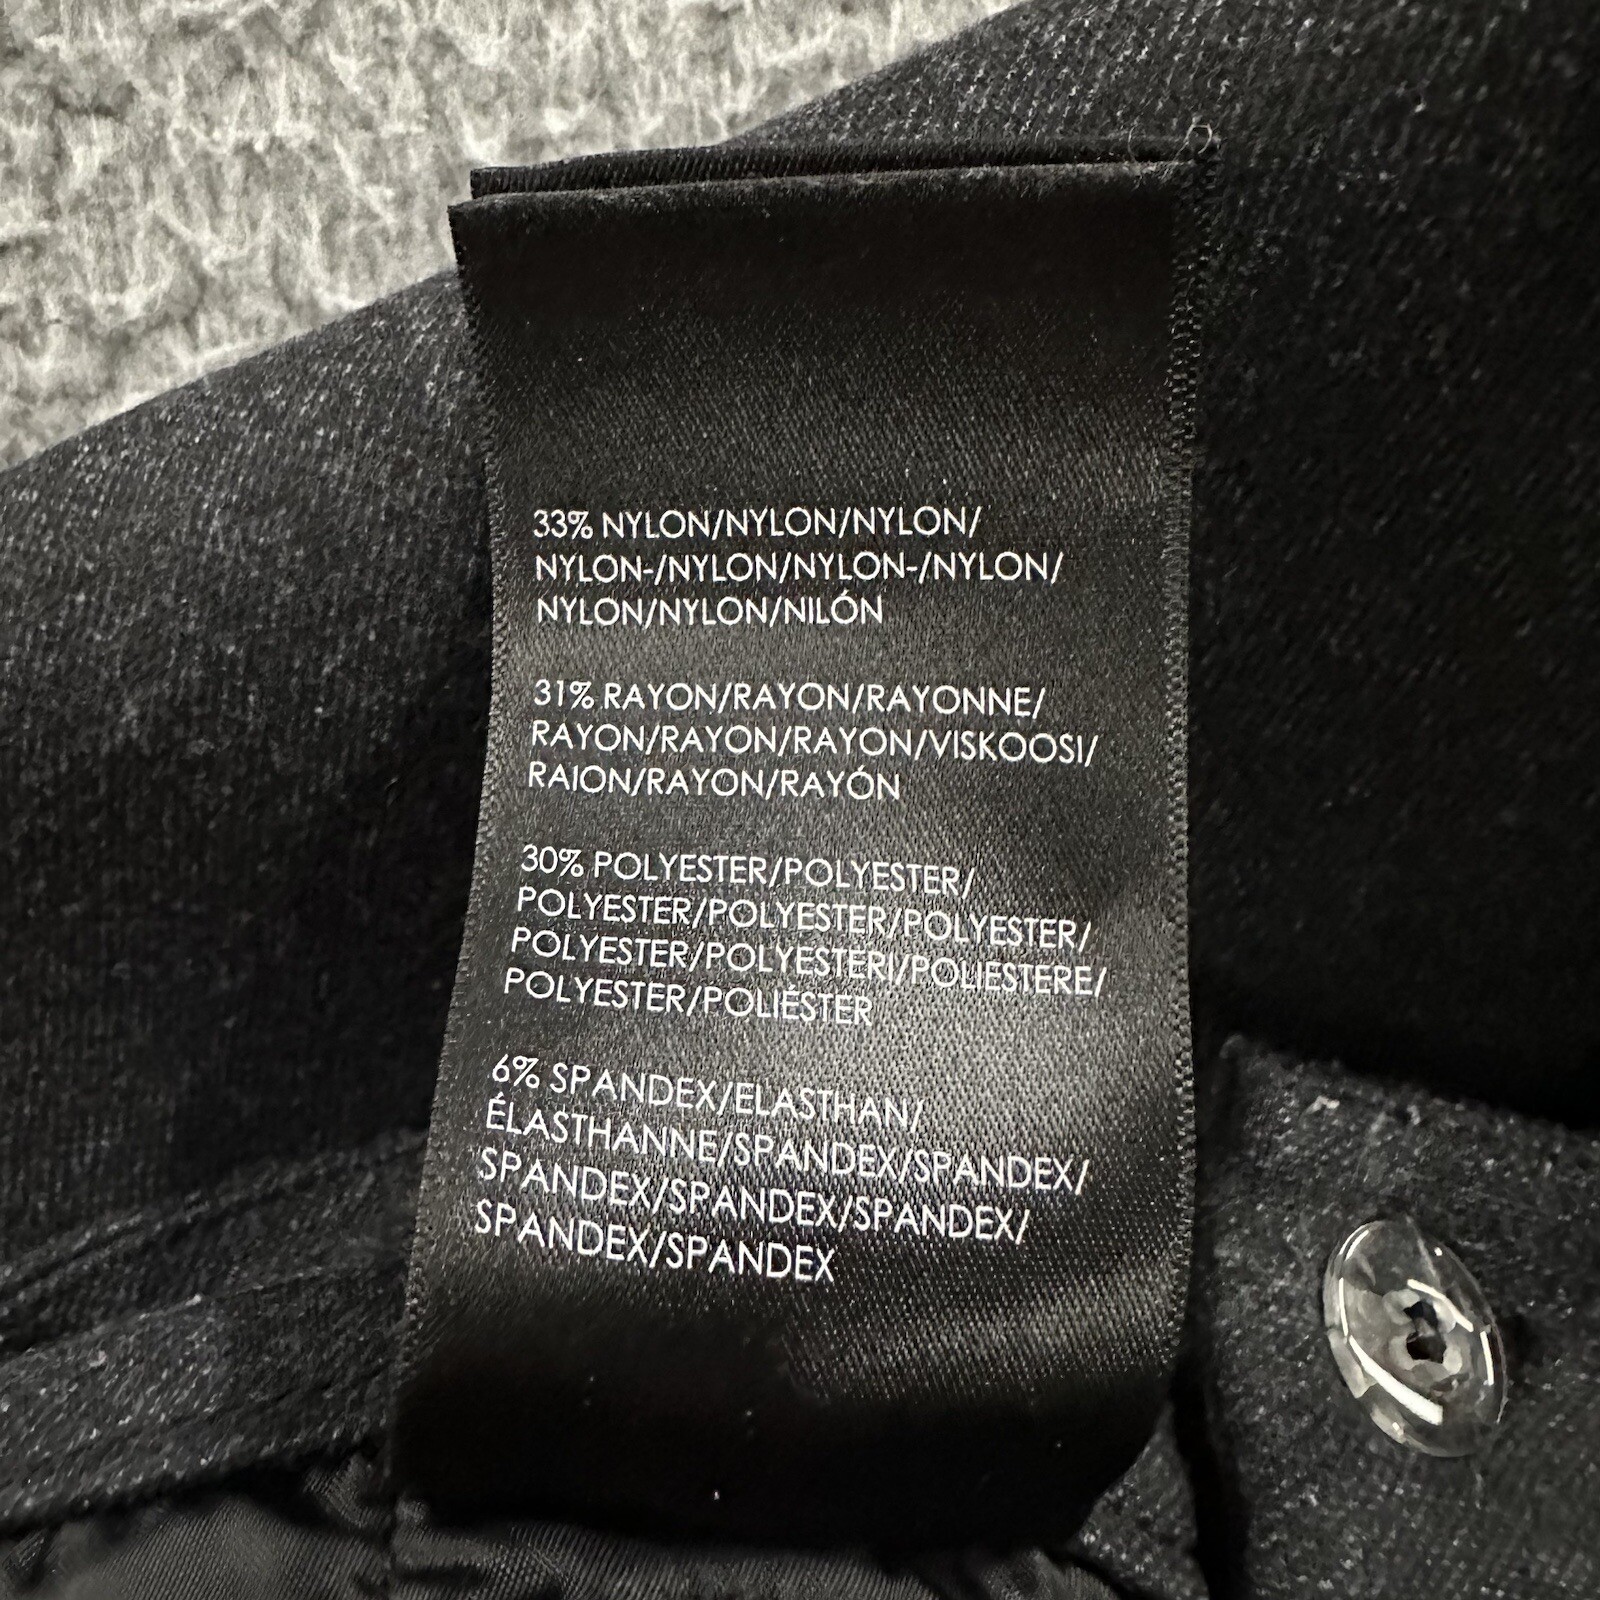 33% NYLON/NYLON/NYLON/
NYLON-/NYLON/NYLON-/NYLON/
NYLON/NYLON/NILÓN
31% RAYON/RAYON/RAYONNE/
RAYON/RAYON/RAYON/VISKOOSI/
RAION/RAYON/RAYÓN
30% POLYESTER/POLYESTER/
POLYESTER/POLYESTER/POLYESTER/
POLYESTER/POLYESTERI/POLIESTERE/
POLYESTER/POLIÉSTER
6% SPANDEX/ELASTHAN/
ÉLASTHANNE/SPANDEX/SPANDEX/
SPANDEX/SPANDEX/SPANDEX/
SPANDEX/SPANDEX